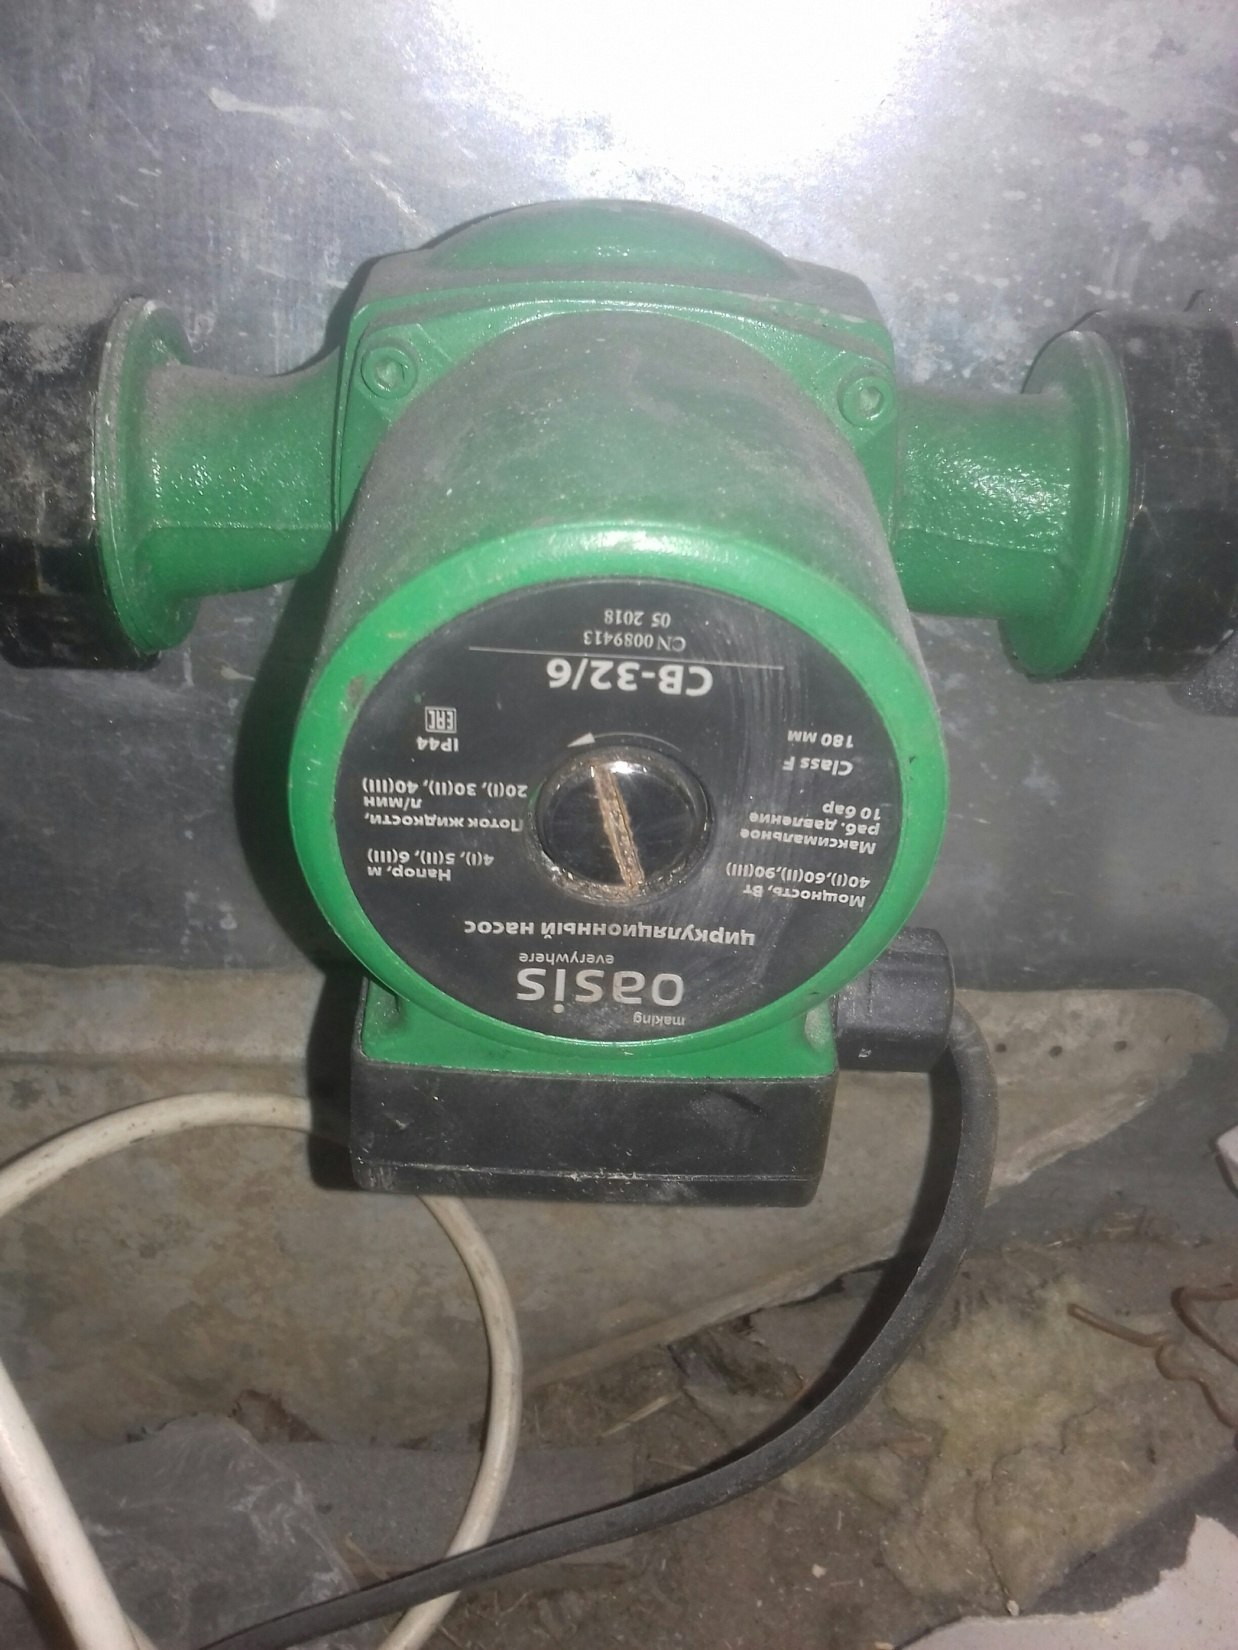 making
oasis
everywhere
циркуляционный насос
Мощность, Вт
40(I),60(II),90(III)
Максимальное
раб. давление
10 бар
Class F
180 мм
Напор, м
4(I), 5(II), 6(III)
Поток жидкости,
л/мин
20(I), 30(II), 40(III)
IP44
EAC
CB-32/6
CN 0089413
05 2018